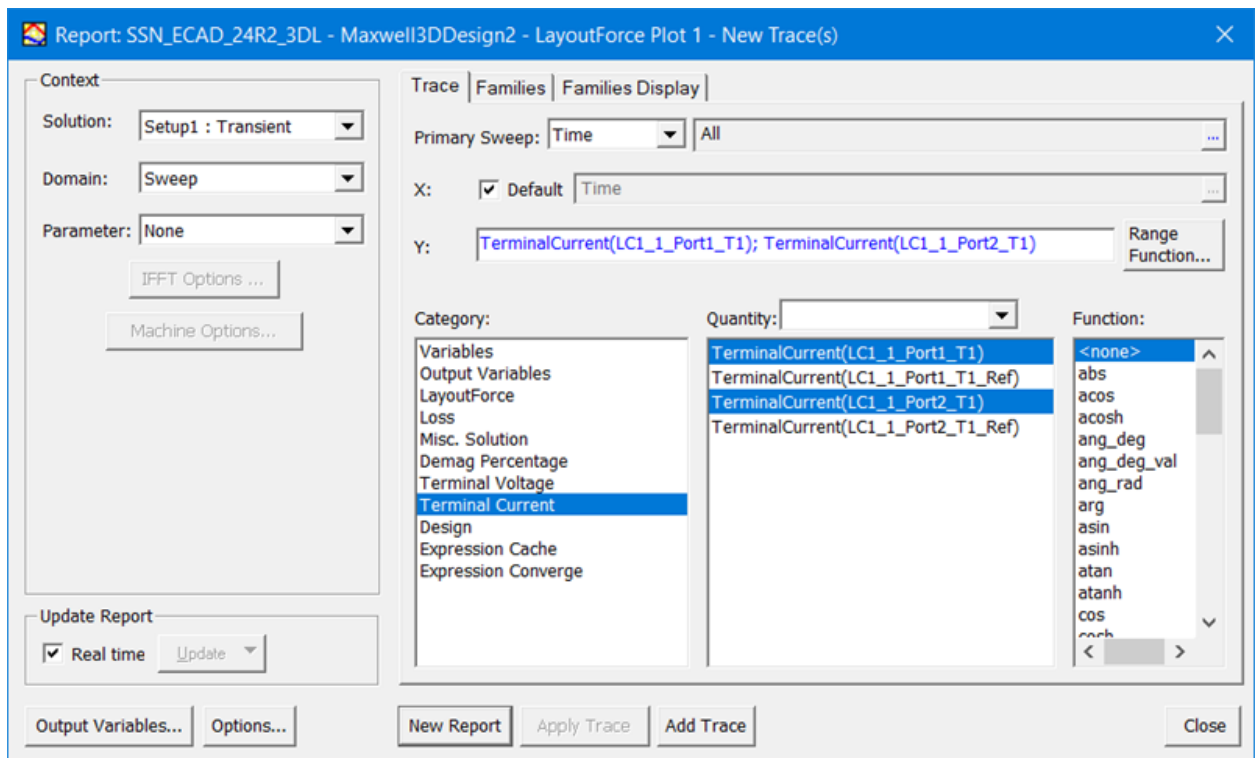 Report: SSN_ECAD_24R2_3DL - Maxwell3DDesign2 - LayoutForce Plot 1 - New Trace(s)
Context
Solution: Setup1 : Transient
Domain: Sweep
Parameter: None
IFFT Options ...
Machine Options...
Update Report
Real time Update
Output Variables... Options...
Trace Families Families Display
Primary Sweep: Time All ...
X: Default Time ...
Y: TerminalCurrent(LC1_1_Port1_T1); TerminalCurrent(LC1_1_Port2_T1)
Range
Function...
Category:
Variables
Output Variables
LayoutForce
Loss
Misc. Solution
Demag Percentage
Terminal Voltage
Terminal Current
Design
Expression Cache
Expression Converge
Quantity:
TerminalCurrent(LC1_1_Port1_T1)
TerminalCurrent(LC1_1_Port1_T1_Ref)
TerminalCurrent(LC1_1_Port2_T1)
TerminalCurrent(LC1_1_Port2_T1_Ref)
Function:
<none>
abs
acos
acosh
ang_deg
ang_deg_val
ang_rad
arg
asin
asinh
atan
atanh
cos
cosh
New Report Apply Trace Add Trace Close